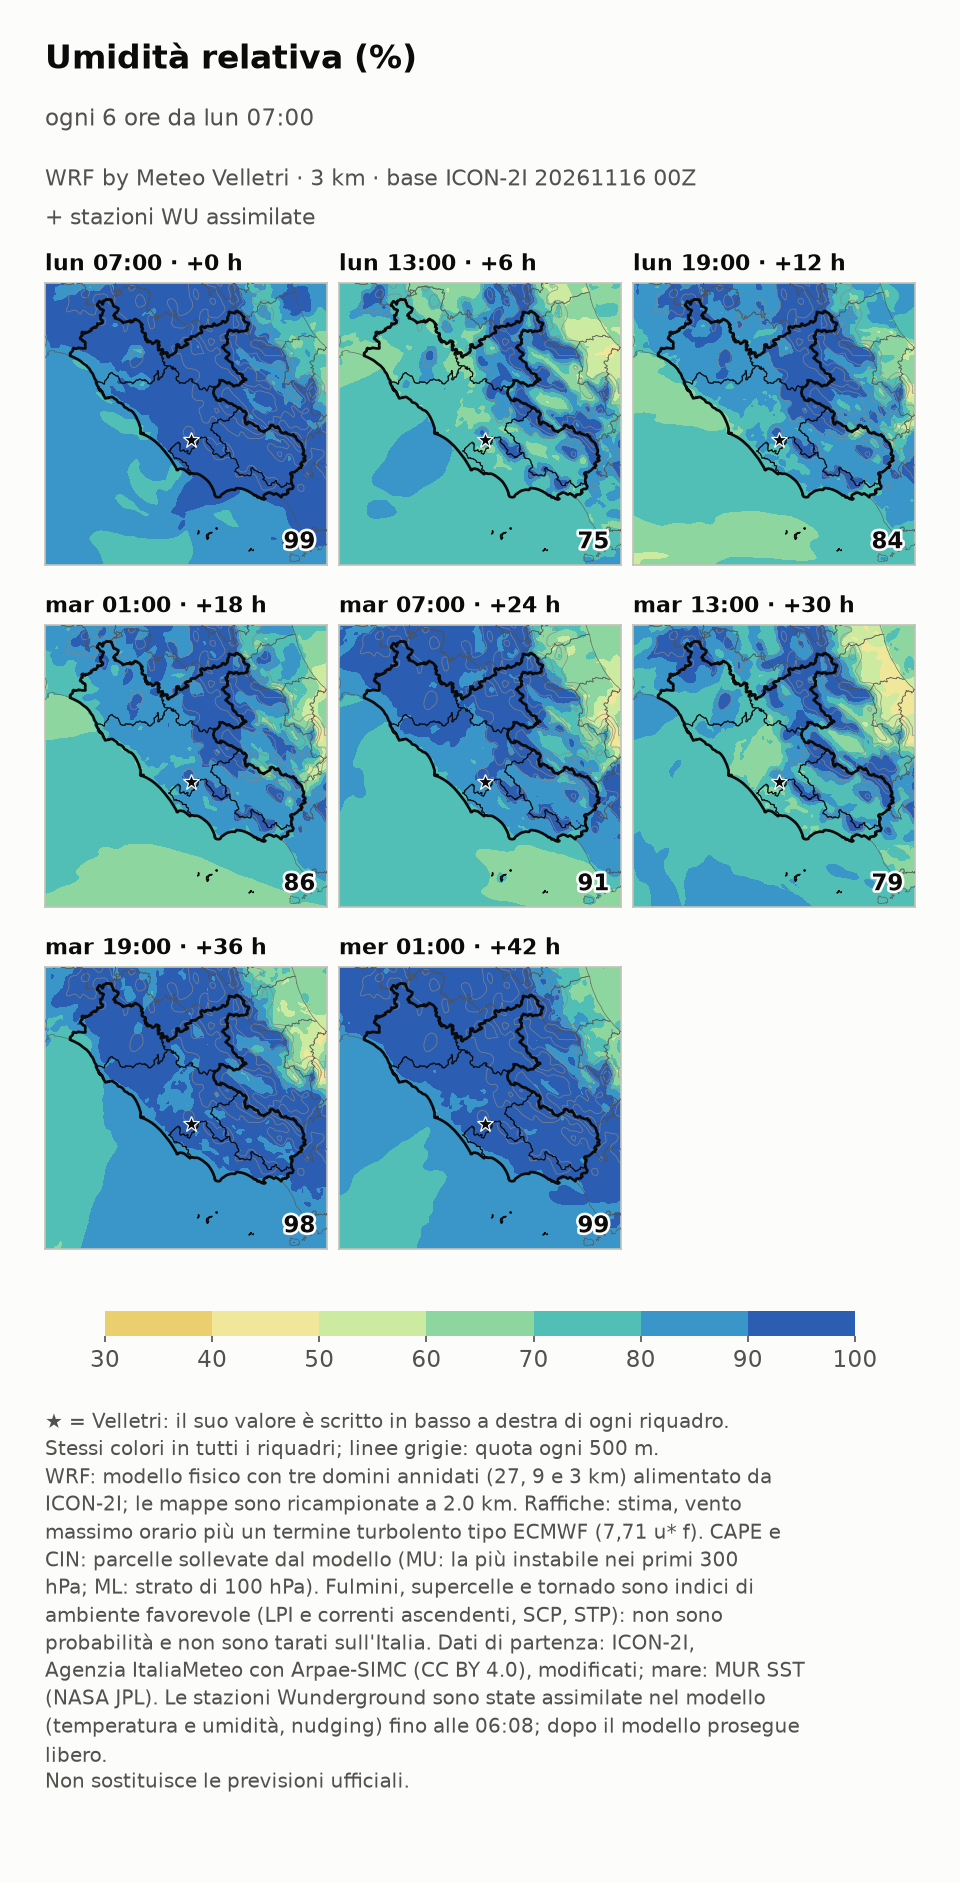 Umidità relativa (%)
ogni 6 ore da lun 07:00
WRF by Meteo Velletri · 3 km · base ICON-2I 20261116 00Z
+ stazioni WU assimilate
lun 07:00 · +0 h
lun 13:00 · +6 h
lun 19:00 · +12 h
99
75
84
mar 01:00 · +18 h
mar 07:00 · +24 h
mar 13:00 · +30 h
86
91
79
mar 19:00 · +36 h
mer 01:00 · +42 h
98
99
30 40 50 60 70 80 90 100
★ = Velletri: il suo valore è scritto in basso a destra di ogni riquadro.
Stessi colori in tutti i riquadri; linee grigie: quota ogni 500 m.
WRF: modello fisico con tre domini annidati (27, 9 e 3 km) alimentato da
ICON-2I; le mappe sono ricampionate a 2.0 km. Raffiche: stima, vento
massimo orario più un termine turbolento tipo ECMWF (7,71 u* f). CAPE e
CIN: parcelle sollevate dal modello (MU: la più instabile nei primi 300
hPa; ML: strato di 100 hPa). Fulmini, supercelle e tornado sono indici di
ambiente favorevole (LPI e correnti ascendenti, SCP, STP): non sono
probabilità e non sono tarati sull'Italia. Dati di partenza: ICON-2I,
Agenzia ItaliaMeteo con Arpae-SIMC (CC BY 4.0), modificati; mare: MUR SST
(NASA JPL). Le stazioni Wunderground sono state assimilate nel modello
(temperatura e umidità, nudging) fino alle 06:08; dopo il modello prosegue
libero.
Non sostituisce le previsioni ufficiali.